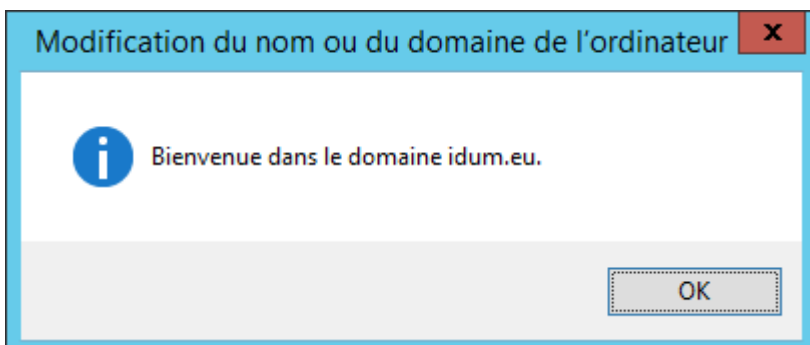 Modification du nom ou du domaine de l’ordinateur
x
Bienvenue dans le domaine idum.eu.
OK